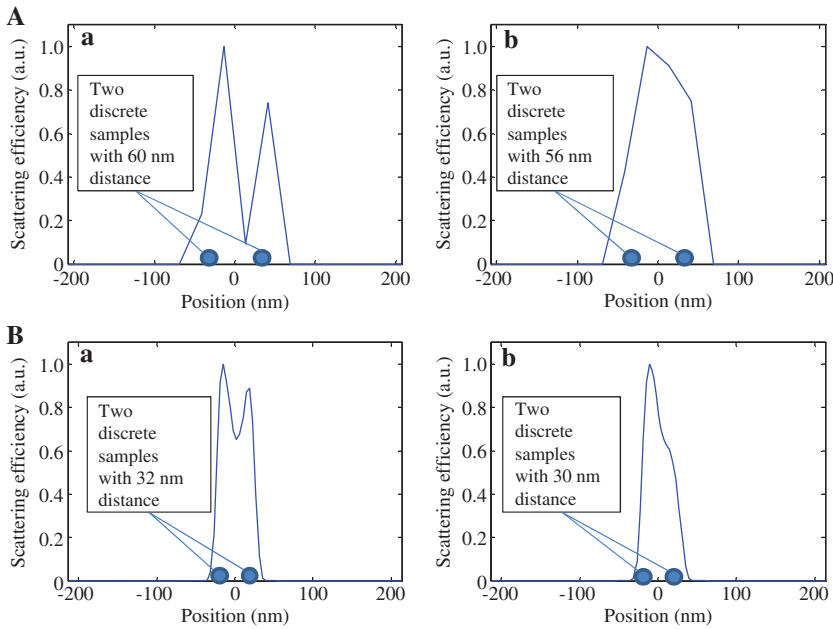 A
a
Scattering efficiency (a.u.)
1.0
0.8
0.6
0.4
0.2
0
Two
discrete
samples
with 60 nm
distance
-200 -100 0 100 200
Position (nm)
b
Scattering efficiency (a.u.)
1.0
0.8
0.6
0.4
0.2
0
Two
discrete
samples
with 56 nm
distance
-200 -100 0 100 200
Position (nm)
B
a
Scattering efficiency (a.u.)
1.0
0.8
0.6
0.4
0.2
0
Two
discrete
samples
with 32 nm
distance
-200 -100 0 100 200
Position (nm)
b
Scattering efficiency (a.u.)
1.0
0.8
0.6
0.4
0.2
0
Two
discrete
samples
with 30 nm
distance
-200 -100 0 100 200
Position (nm)